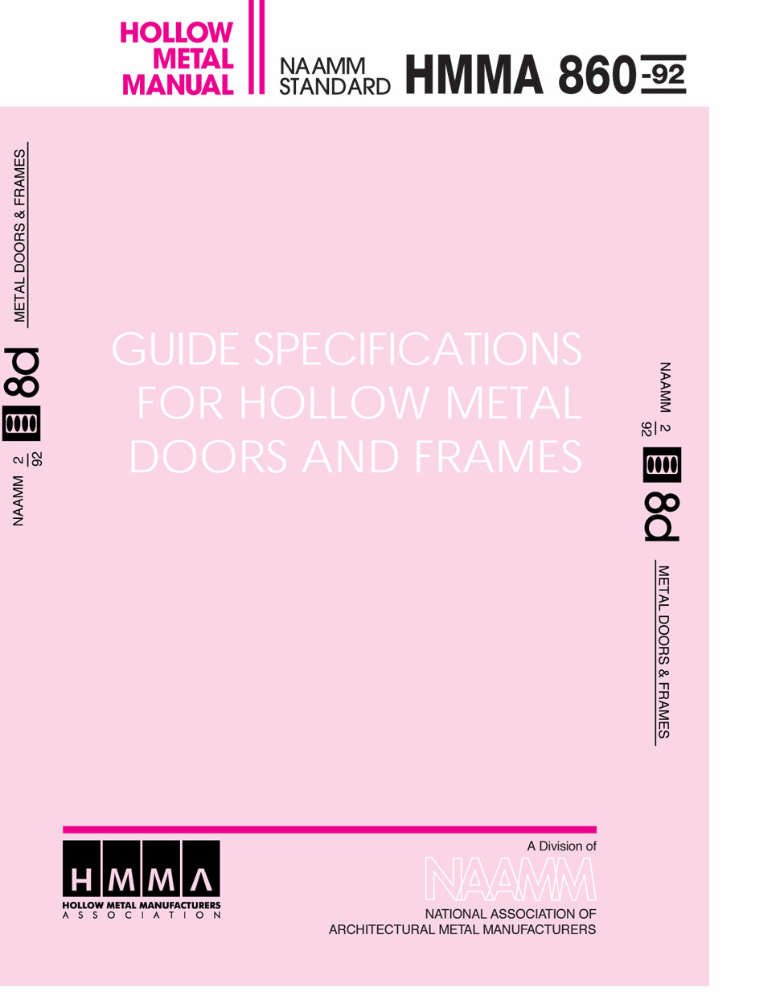 HOLLOW
METAL
MANUAL
NAAMM
STANDARD
HMMA 860-92
METAL DOORS & FRAMES
8d
NAAMM 2
92
GUIDE SPECIFICATIONS
FOR HOLLOW METAL
DOORS AND FRAMES
NAAMM 2
92
8d
METAL DOORS & FRAMES
HMMA
HOLLOW METAL MANUFACTURERS
ASSOCIATION
A Division of
NAAMM
NATIONAL ASSOCIATION OF
ARCHITECTURAL METAL MANUFACTURERS